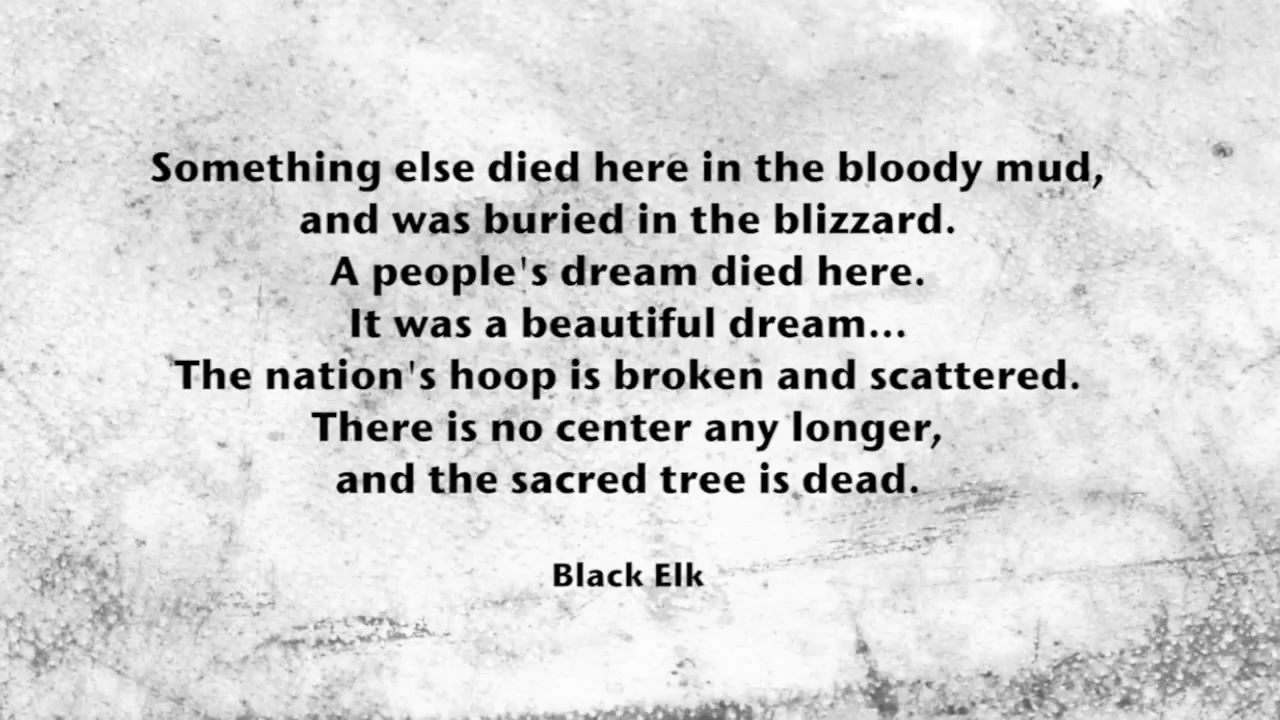 Something else died here in the bloody mud,
and was buried in the blizzard.
A people's dream died here.
It was a beautiful dream...
The nation's hoop is broken and scattered.
There is no center any longer,
and the sacred tree is dead.
Black Elk